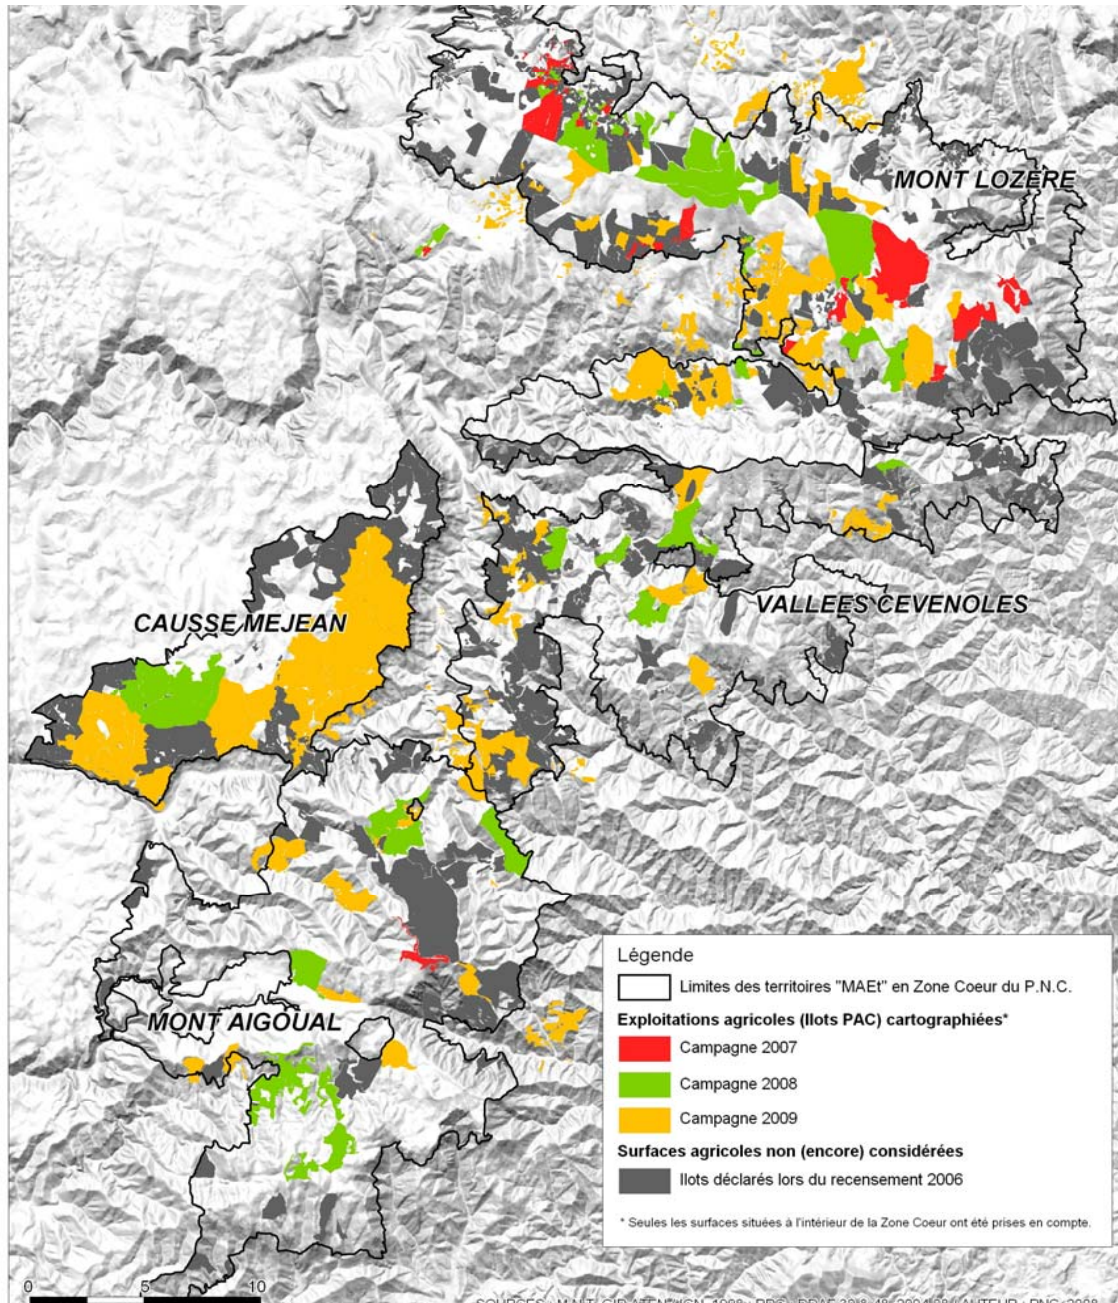 MONT LOZERE
CAUSSE MEJEAN
VALLEES CEVENOLES
MONT AIGOUAL
Légende
Limites des territoires "MAEt" en Zone Coeur du P.N.C.
Exploitations agricoles (Ilots PAC) cartographiées*
Campagne 2007
Campagne 2008
Campagne 2009
Surfaces agricoles non (encore) considérées
Ilots déclarés lors du recensement 2006
* Seules les surfaces situées à l'intérieur de la Zone Coeur ont été prises en compte.
0 5 10